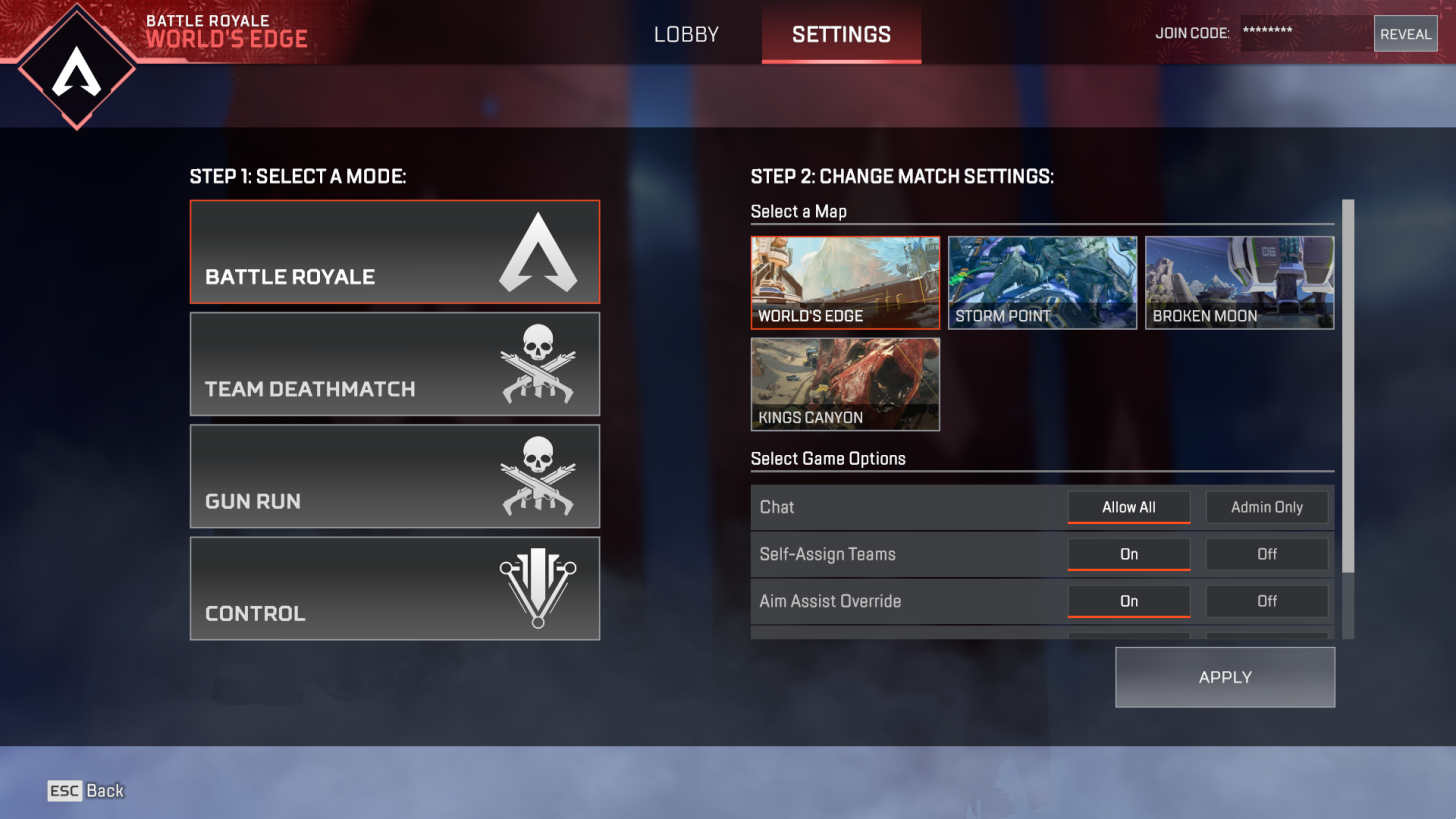 BATTLE ROYALE
WORLD'S EDGE
LOBBY
SETTINGS
JOIN CODE:
********
REVEAL
STEP 1: SELECT A MODE:
BATTLE ROYALE
TEAM DEATHMATCH
GUN RUN
CONTROL
STEP 2: CHANGE MATCH SETTINGS:
Select a Map
WORLD'S EDGE
STORM POINT
BROKEN MOON
KINGS CANYON
Select Game Options
Chat
Allow All
Admin Only
Self-Assign Teams
On
Off
Aim Assist Override
On
Off
APPLY
ESC Back